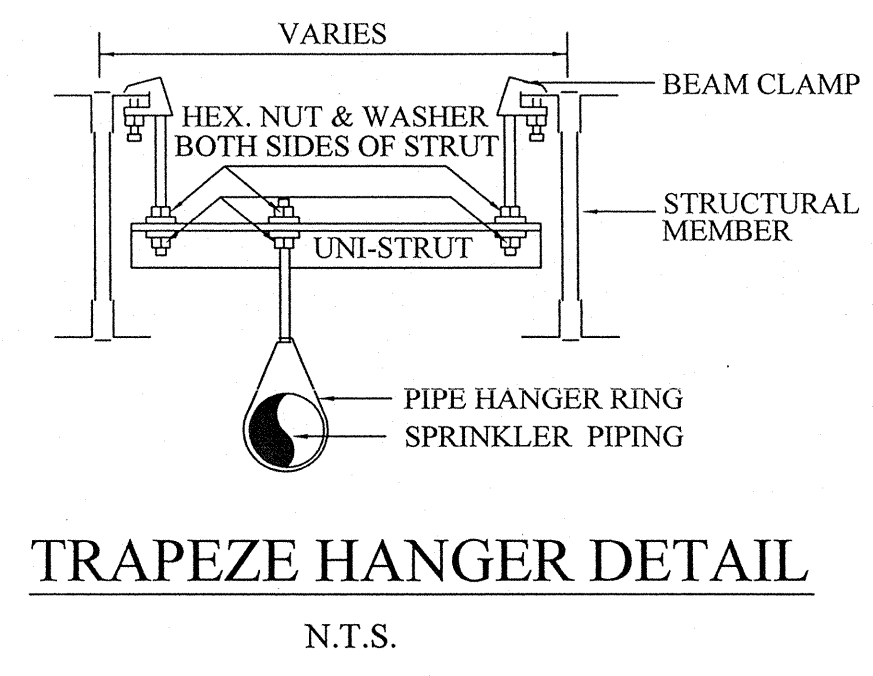 VARIES
BEAM CLAMP
HEX. NUT & WASHER
BOTH SIDES OF STRUT
STRUCTURAL
MEMBER
UNI-STRUT
PIPE HANGER RING
SPRINKLER PIPING
TRAPEZE HANGER DETAIL
N.T.S.